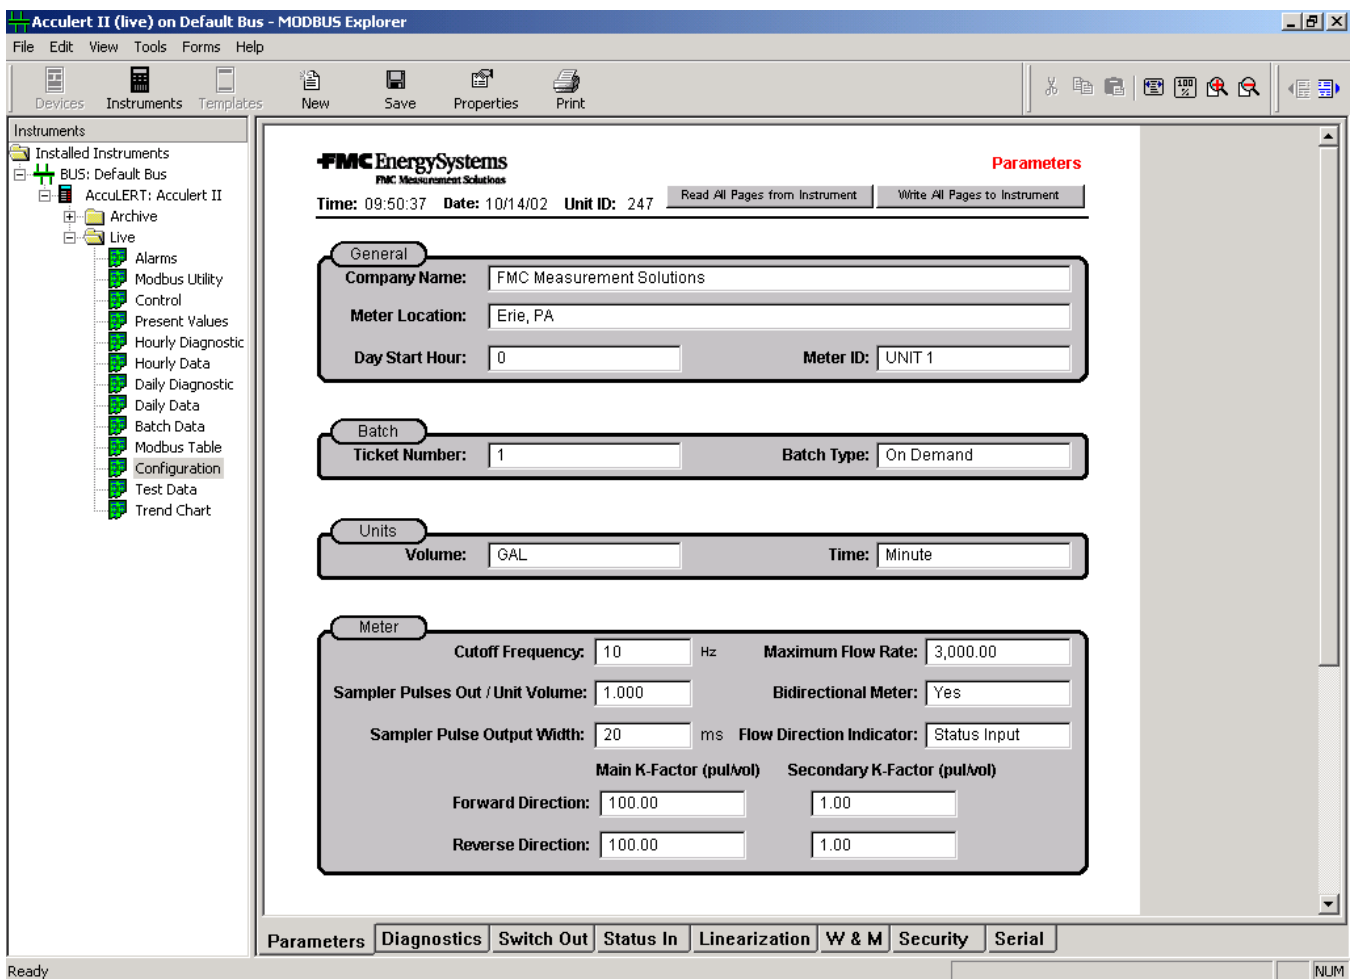 Acculert II (live) on Default Bus - MODBUS Explorer
File Edit View Tools Forms Help
Devices Instruments Templates New Save Properties Print
100 %
Instruments
Installed Instruments
BUS: Default Bus
AccuLERT: Acculert II
Archive
Live
Alarms
Modbus Utility
Control
Present Values
Hourly Diagnostic
Hourly Data
Daily Diagnostic
Daily Data
Batch Data
Modbus Table
Configuration
Test Data
Trend Chart
FMC EnergySystems
FMC Measurement Solutions
Parameters
Read All Pages from Instrument Write All Pages to Instrument
Time: 09:50:37 Date: 10/14/02 Unit ID: 247
General
Company Name: FMC Measurement Solutions
Meter Location: Erie, PA
Day Start Hour: 0 Meter ID: UNIT 1
Batch
Ticket Number: 1 Batch Type: On Demand
Units
Volume: GAL Time: Minute
Meter
Cutoff Frequency: 10 Hz Maximum Flow Rate: 3,000.00
Sampler Pulses Out / Unit Volume: 1.000 Bidirectional Meter: Yes
Sampler Pulse Output Width: 20 ms Flow Direction Indicator: Status Input
Main K-Factor (pul/vol) Secondary K-Factor (pul/vol)
Forward Direction: 100.00 1.00
Reverse Direction: 100.00 1.00
Parameters Diagnostics Switch Out Status In Linearization W & M Security Serial
Ready NUM